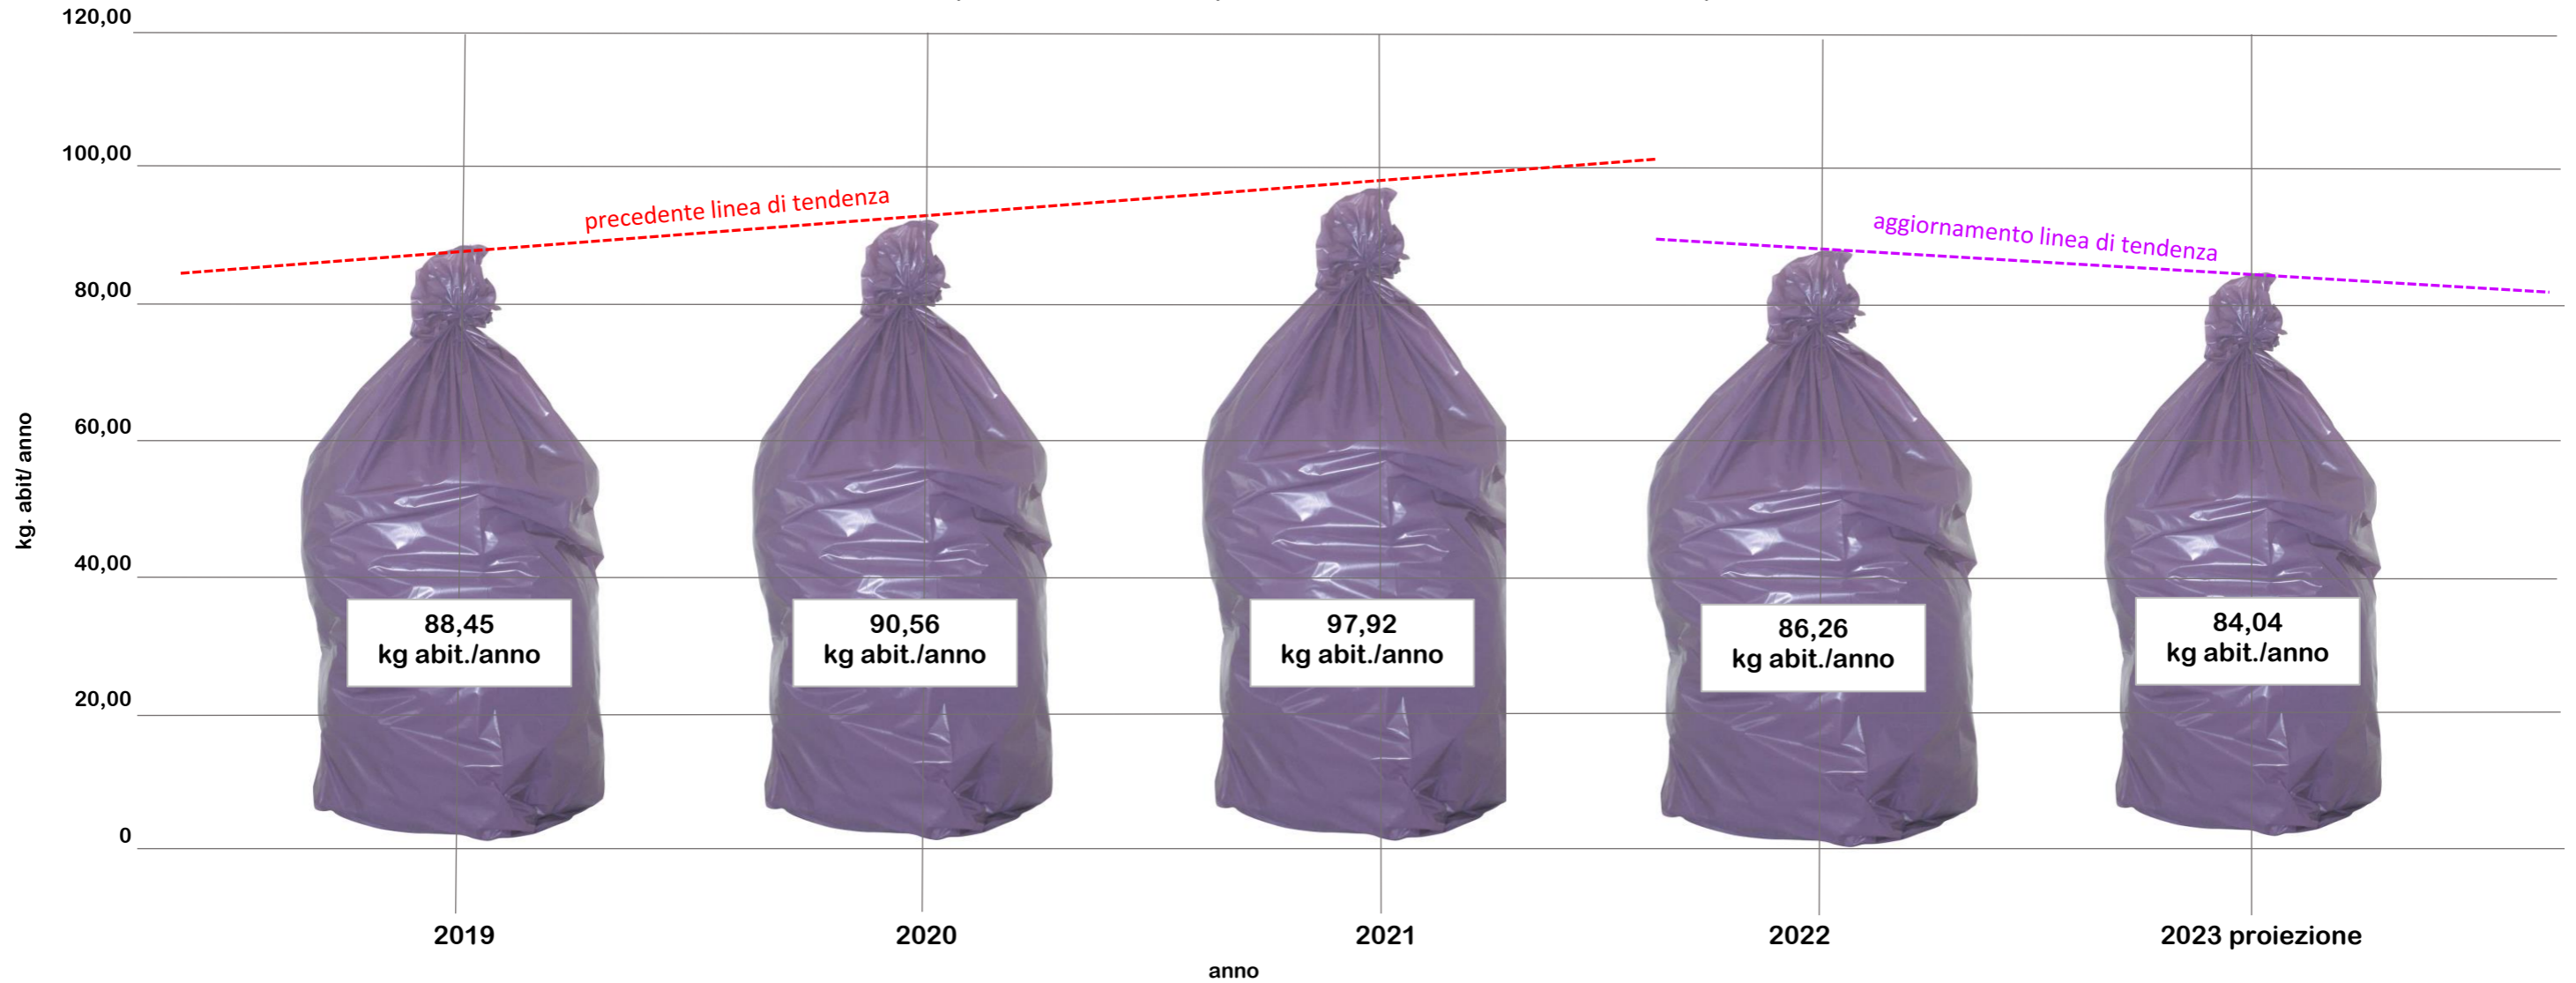 120,00
100,00
80,00
60,00
40,00
20,00
0
kg. abit/ anno
precedente linea di tendenza
aggiornamento linea di tendenza
88,45
kg abit./anno
90,56
kg abit./anno
97,92
kg abit./anno
86,26
kg abit./anno
84,04
kg abit./anno
2019
2020
2021
2022
2023 proiezione
anno